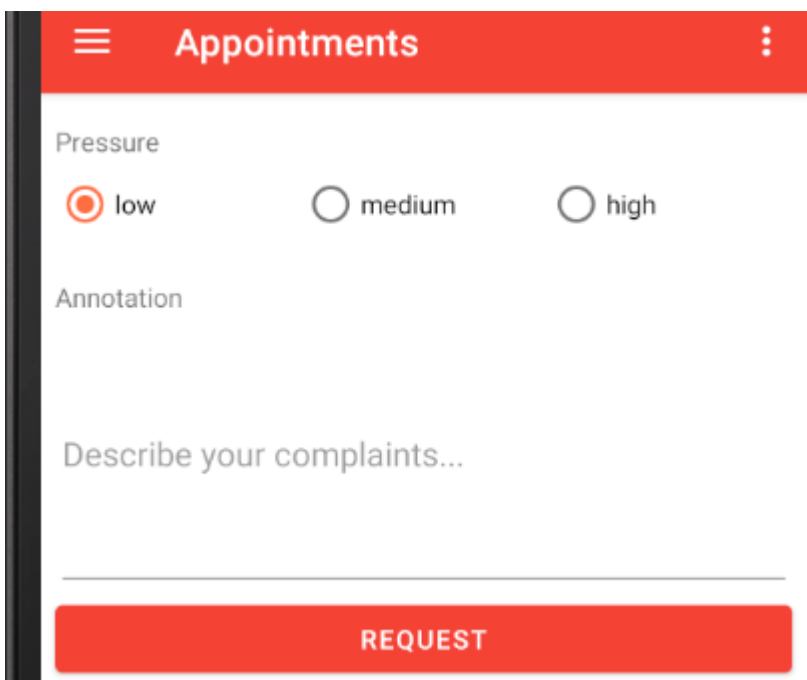 Appointments
Pressure
low medium high
Annotation
Describe your complaints...
REQUEST